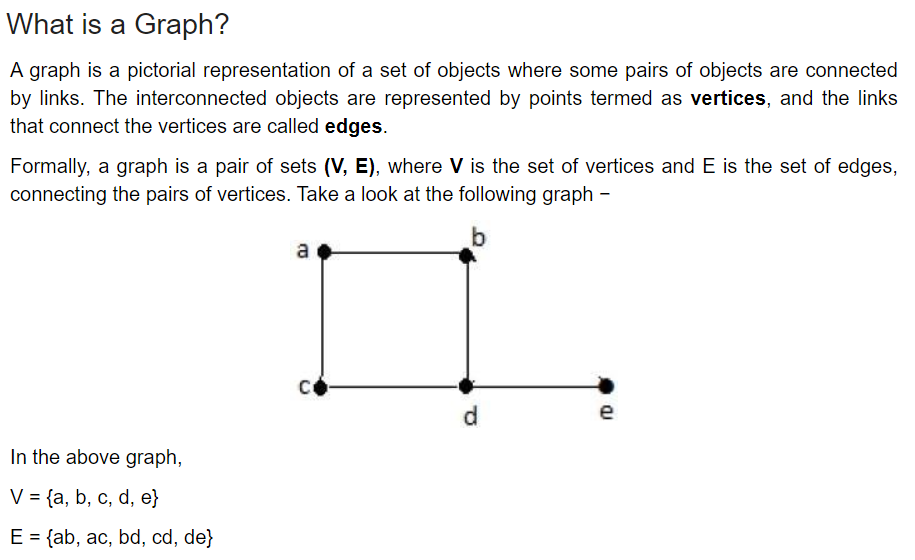 What is a Graph?
A graph is a pictorial representation of a set of objects where some pairs of objects are connected
by links. The interconnected objects are represented by points termed as vertices, and the links
that connect the vertices are called edges.
Formally, a graph is a pair of sets (V, E), where V is the set of vertices and E is the set of edges,
connecting the pairs of vertices. Take a look at the following graph −
a
b
c
d
e
In the above graph,
V = {a, b, c, d, e}
E = {ab, ac, bd, cd, de}